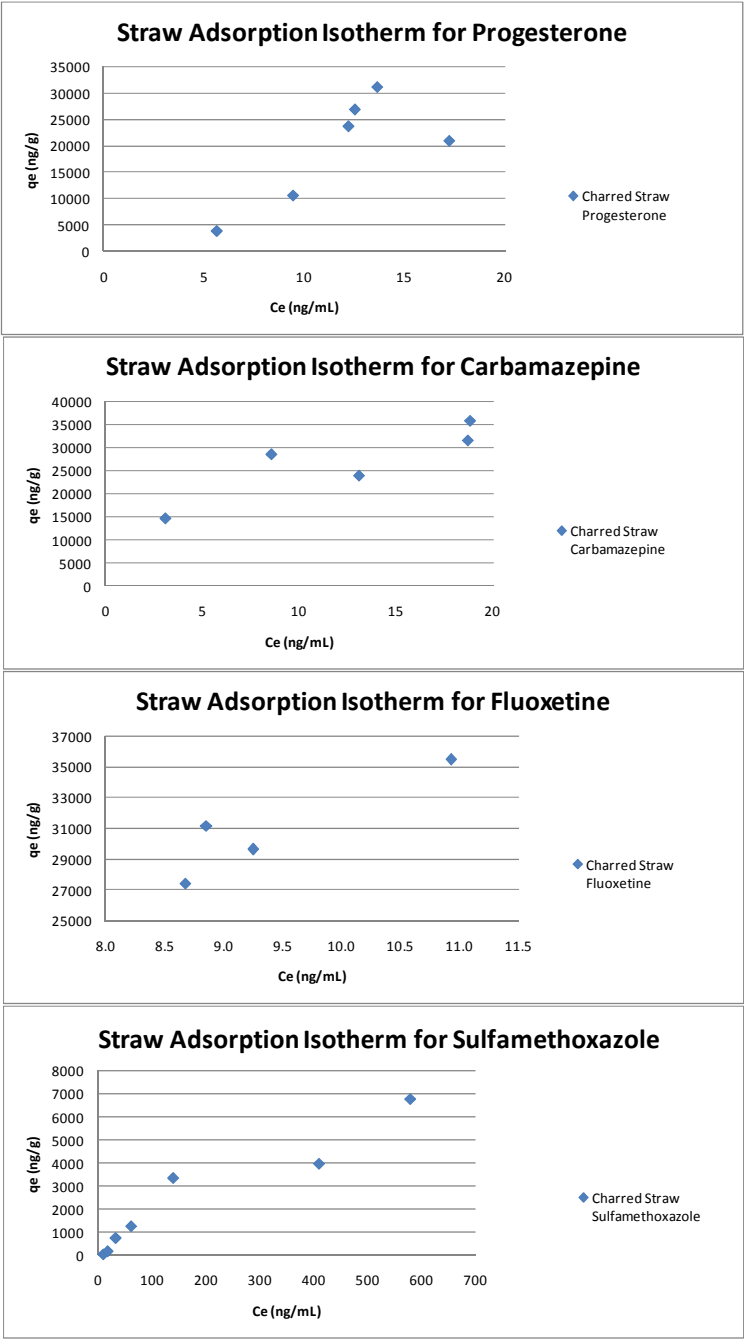 Straw Adsorption Isotherm for Progesterone
35000
30000
25000
20000
15000
10000
5000
0
qe (ng/g)
0 5 10 15 20
Ce (ng/mL)
Charred Straw
Progesterone
Straw Adsorption Isotherm for Carbamazepine
40000
35000
30000
25000
20000
15000
10000
5000
0
qe (ng/g)
0 5 10 15 20
Ce (ng/mL)
Charred Straw
Carbamazepine
Straw Adsorption Isotherm for Fluoxetine
37000
35000
33000
31000
29000
27000
25000
qe (ng/g)
8.0 8.5 9.0 9.5 10.0 10.5 11.0 11.5
Ce (ng/mL)
Charred Straw
Fluoxetine
Straw Adsorption Isotherm for Sulfamethoxazole
8000
7000
6000
5000
4000
3000
2000
1000
0
qe (ng/g)
0 100 200 300 400 500 600 700
Ce (ng/mL)
Charred Straw
Sulfamethoxazole